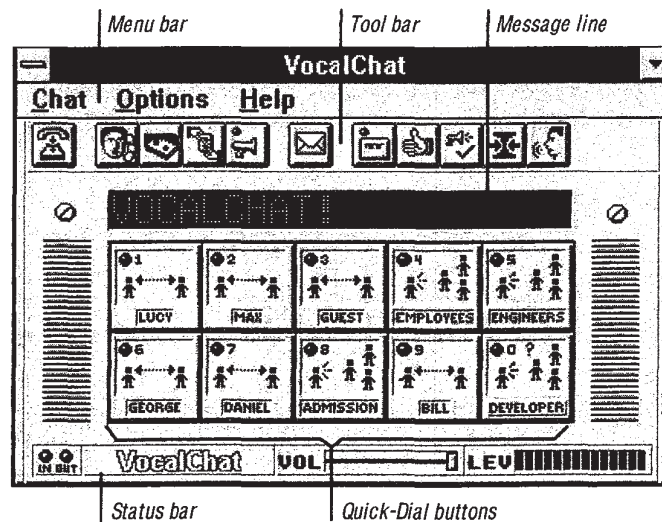 Menu bar Tool bar Message line
VocalChat
Chat Options Help
VOCALCHAT!
1 2 3 4 5
LUCY MAX GUEST EMPLOYEES ENGINEERS
6 7 8 9 0 ?
GEORGE DANIEL ADMISSION BILL DEVELOPER
IN OUT VocalChat VOL LEV
Status bar Quick-Dial buttons